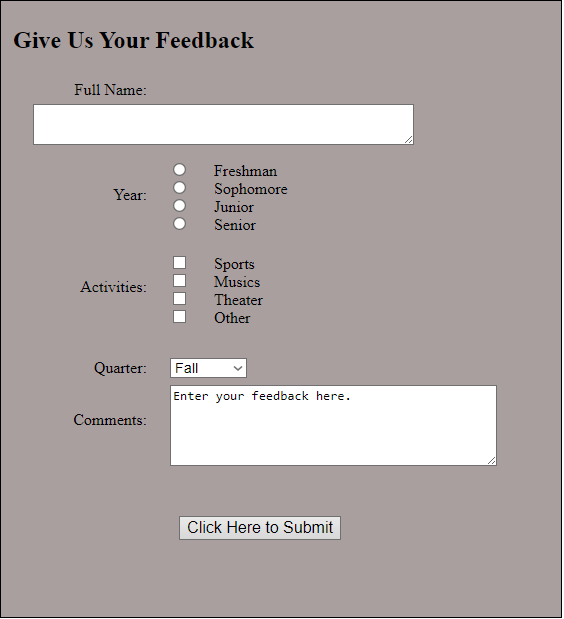 Give Us Your Feedback
Full Name:
Year:
Freshman
Sophomore
Junior
Senior
Activities:
Sports
Musics
Theater
Other
Quarter: Fall
Comments: Enter your feedback here.
Click Here to Submit